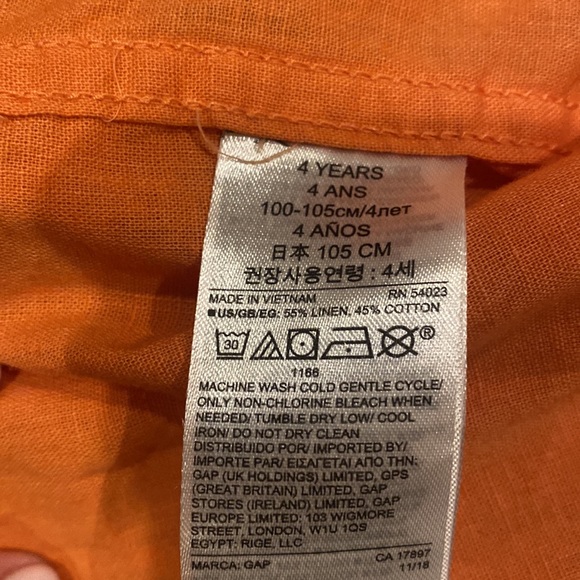 4 YEARS
4 ANS
100-105см/4лет
4 AÑOS
日本 105 CM
권장사용연령 : 4세
MADE IN VIETNAM RN 54023
■US/GB/EG: 55% LINEN, 45% COTTON
30 ®
1166
MACHINE WASH COLD GENTLE CYCLE/
ONLY NON-CHLORINE BLEACH WHEN
NEEDED/ TUMBLE DRY LOW/ COOL
IRON/ DO NOT DRY CLEAN
DISTRIBUIDO POR/ IMPORTED BY/
IMPORTE PAR/ ΕΙΣΑΓΕΤΑΙ ΑΠΟ ΤΗΝ:
GAP (UK HOLDINGS) LIMITED, GPS
(GREAT BRITAIN) LIMITED, GAP
STORES (IRELAND) LIMITED, GAP
EUROPE LIMITED; 103 WIGMORE
STREET, LONDON, W1U 1QS
EGYPT: RIGE, LLC
MARCA: GAP CA 17897
11/18